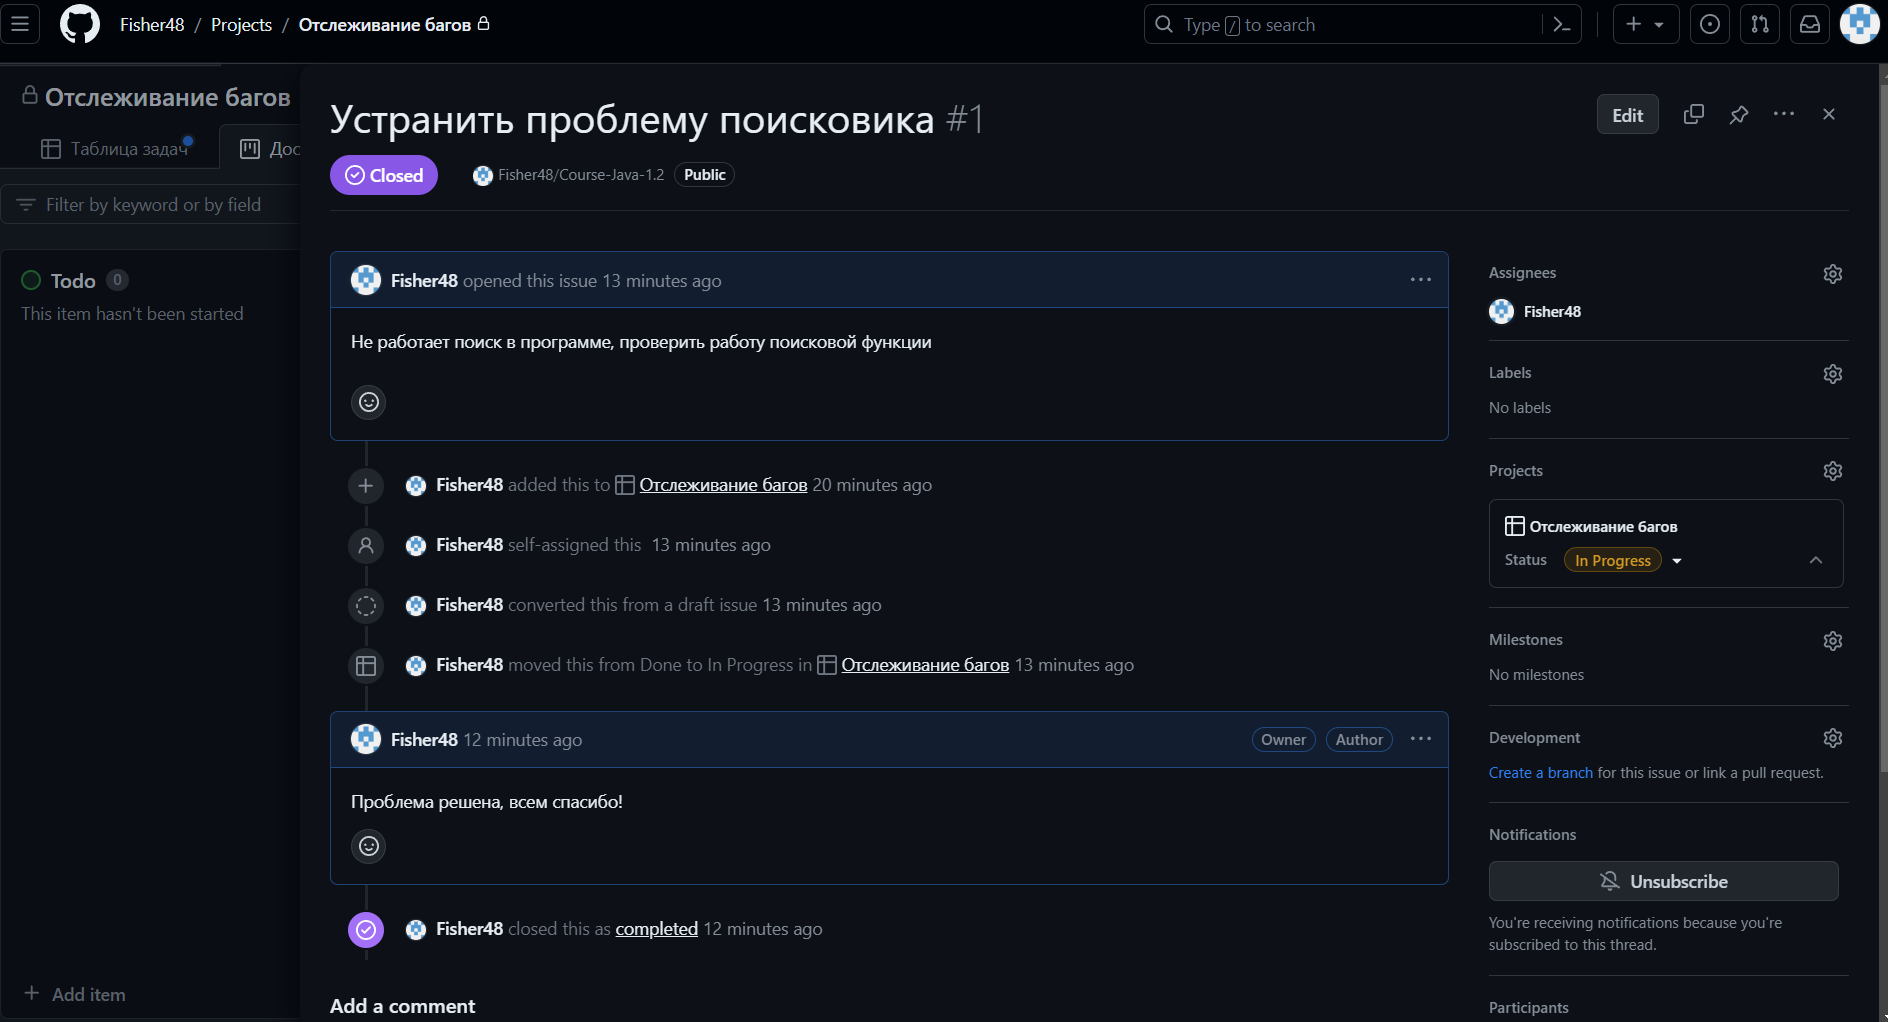 Fisher48 / Projects / Отслеживание багов
Type / to search
Отслеживание багов
Таблица задач
Дос
Filter by keyword or by field
Todo 0
This item hasn't been started
Add item
Устранить проблему поисковика #1
Edit
Closed
Fisher48/Course-Java-1.2 Public
Fisher48 opened this issue 13 minutes ago
Не работает поиск в программе, проверить работу поисковой функции
Fisher48 added this to Отслеживание багов 20 minutes ago
Fisher48 self-assigned this 13 minutes ago
Fisher48 converted this from a draft issue 13 minutes ago
Fisher48 moved this from Done to In Progress in Отслеживание багов 13 minutes ago
Fisher48 12 minutes ago Owner Author
Проблема решена, всем спасибо!
Fisher48 closed this as completed 12 minutes ago
Add a comment
Assignees
Fisher48
Labels
No labels
Projects
Отслеживание багов
Status In Progress
Milestones
No milestones
Development
Create a branch for this issue or link a pull request.
Notifications
Unsubscribe
You're receiving notifications because you're
subscribed to this thread.
Participants